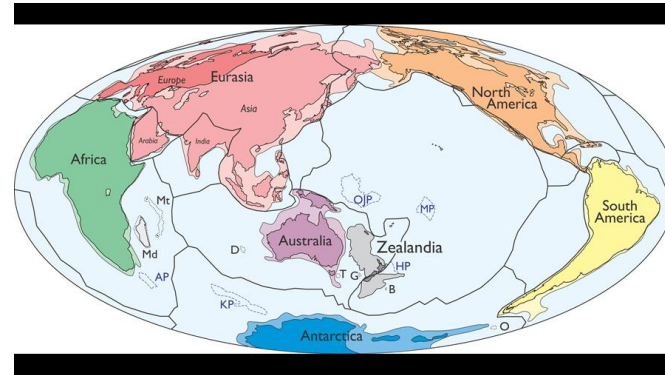 Europe
Eurasia
Asia
North
America
Arabia
India
Africa
Mt
OJP
MP
South
America
Australia
Zealandia
Md
D
AP
T
G
HP
B
KP
Antarctica
O